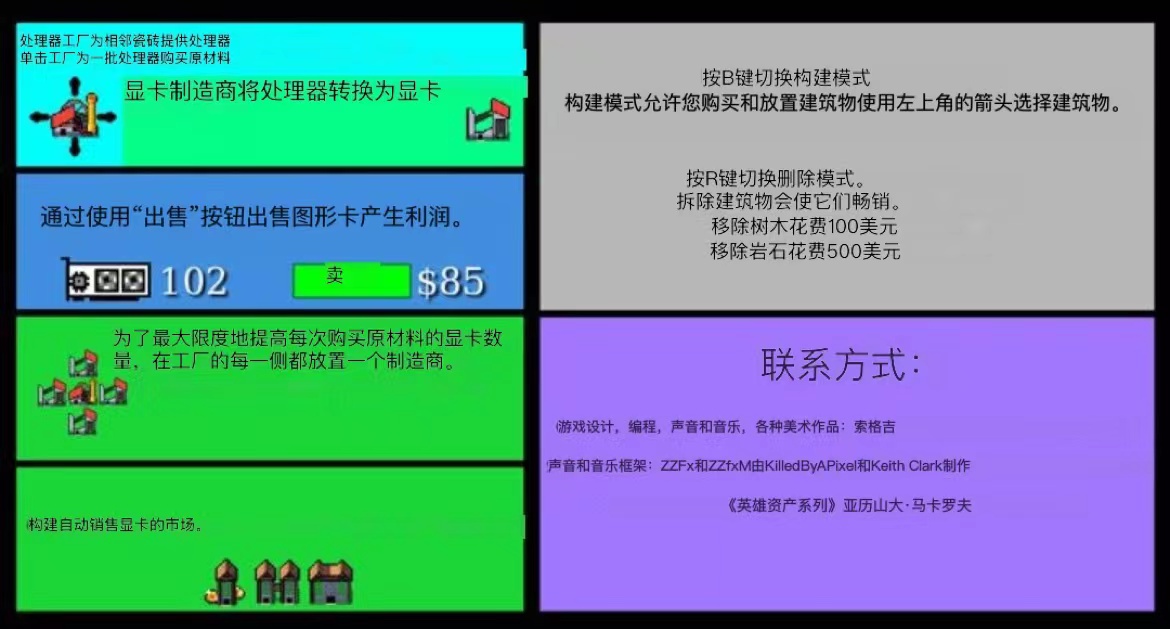 处理器工厂为相邻瓷砖提供处理器
单击工厂为一批处理器购买原材料
显卡制造商将处理器转换为显卡
通过使用“出售”按钮出售图形卡产生利润。
102
卖
$85
为了最大限度地提高每次购买原材料的显卡数
量，在工厂的每一侧都放置一个制造商。
构建自动销售显卡的市场。
按B键切换构建模式
构建模式允许您购买和放置建筑物使用左上角的箭头选择建筑物。
按R键切换删除模式。
拆除建筑物会使它们畅销。
移除树木花费100美元
移除岩石花费500美元
联系方式：
游戏设计，编程，声音和音乐，各种美术作品：索格吉
声音和音乐框架：ZZFx和ZZfxM由KilledByAPixel和Keith Clark制作
《英雄资产系列》亚历山大·马卡罗夫